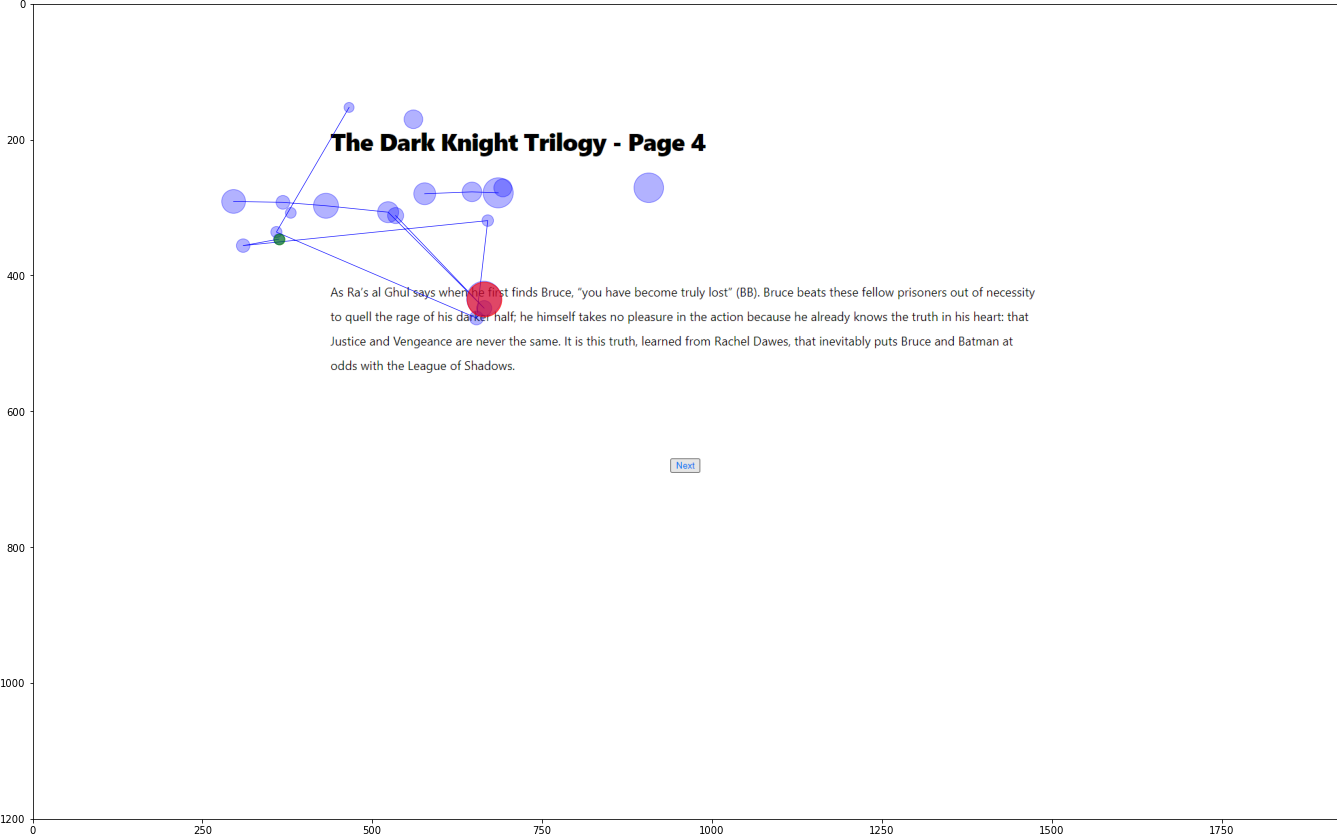 0
200
The Dark Knight Trilogy - Page 4
400
As Ra's al Ghul says when he first finds Bruce, "you have become truly lost" (BB). Bruce beats these fellow prisoners out of necessity
to quell the rage of his darker half; he himself takes no pleasure in the action because he already knows the truth in his heart: that
Justice and Vengeance are never the same. It is this truth, learned from Rachel Dawes, that inevitably puts Bruce and Batman at
odds with the League of Shadows.
600
Next
800
1000
1200
0 250 500 750 1000 1250 1500 1750